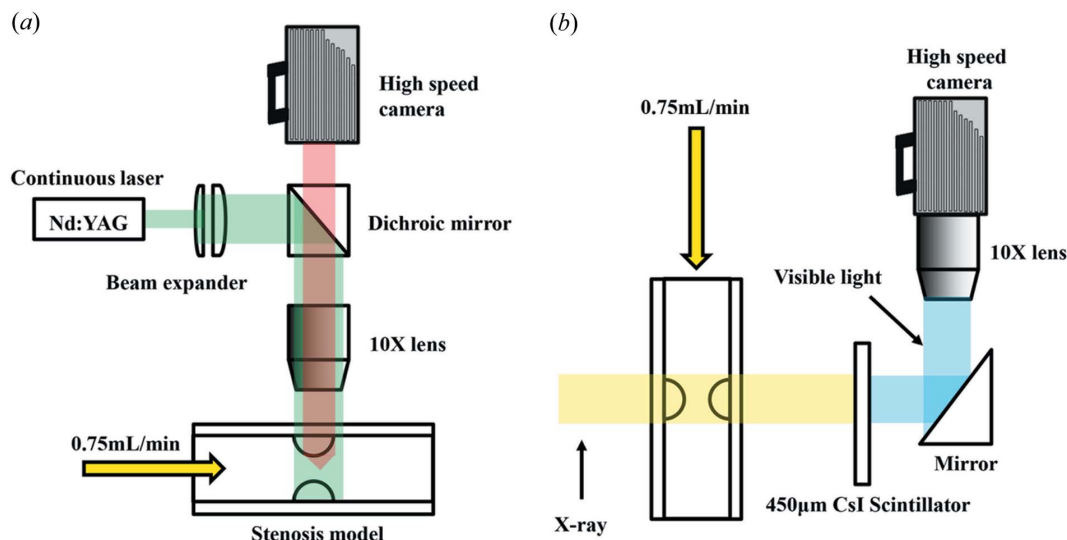 (a)
High speed
camera
Continuous laser
Nd:YAG
Dichroic mirror
Beam expander
10X lens
0.75mL/min
Stenosis model
(b)
High speed
camera
0.75mL/min
10X lens
Visible light
Mirror
450μm CsI Scintillator
X-ray